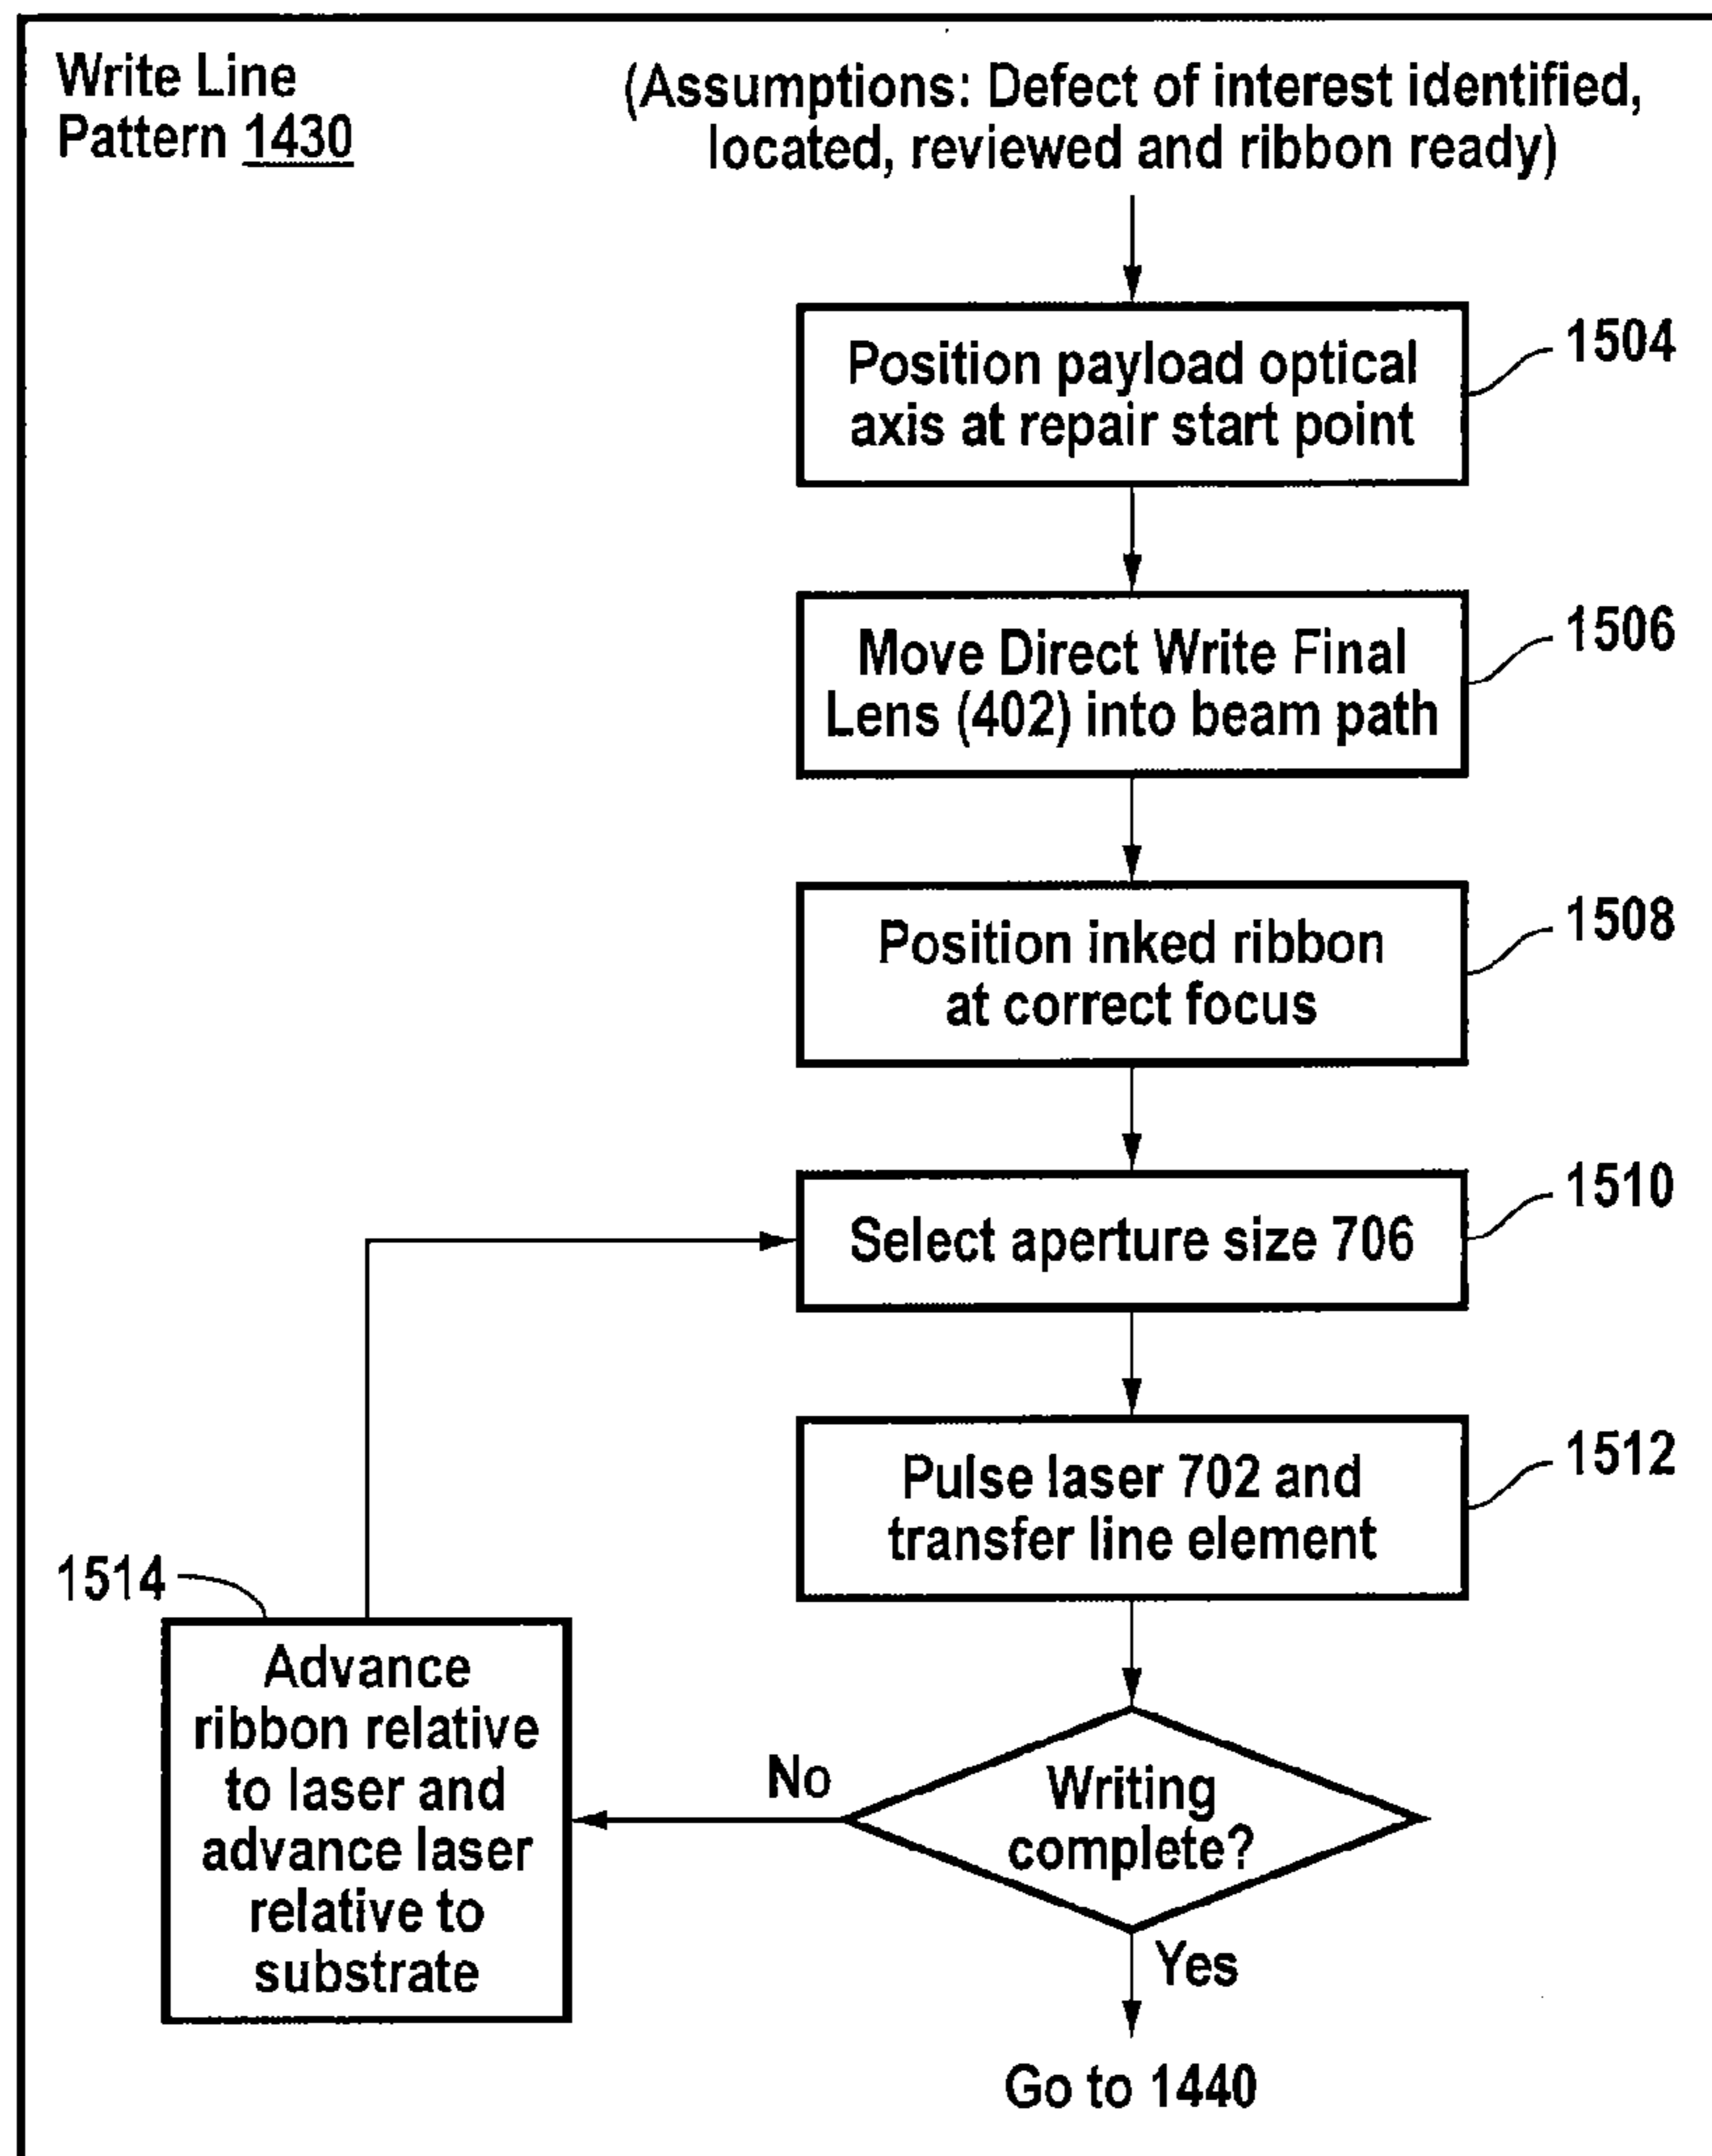 Write Line
Pattern 1430
(Assumptions: Defect of interest identified,
located, reviewed and ribbon ready)
Position payload optical
axis at repair start point
1504
Move Direct Write Final
Lens (402) into beam path
1506
Position inked ribbon
at correct focus
1508
Select aperture size 706
1510
Pulse laser 702 and
transfer line element
1512
1514
Advance
ribbon relative
to laser and
advance laser
relative to
substrate
No
Writing
complete?
Yes
Go to 1440